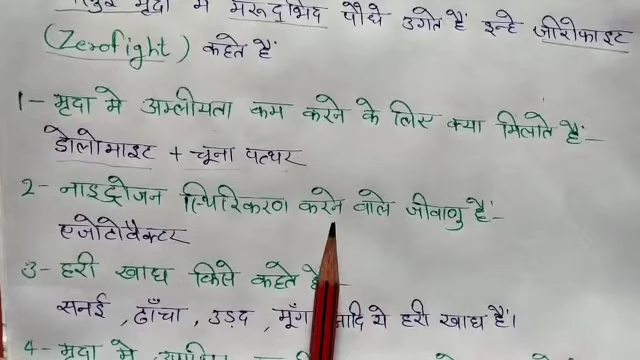 मृदा में मरूदभिद पौधे उगते हैं इन्हे जीरोफाइट
(Zerofight) कहते हैं
1- मृदा मे अम्लीयता कम करने के लिए क्या मिलाते हैं-
डोलोमाइट + चूना पत्थर
2- नाइट्रोजन स्थिरिकरण करने वाले जीवाणु हैं-
एजोटोबैक्टर
3- हरी खाद्य किसे कहते है
सनई, ढाँचा, उड़द, मूँग आदि ये हरी खाद्य हैं।
4- मृदा मे